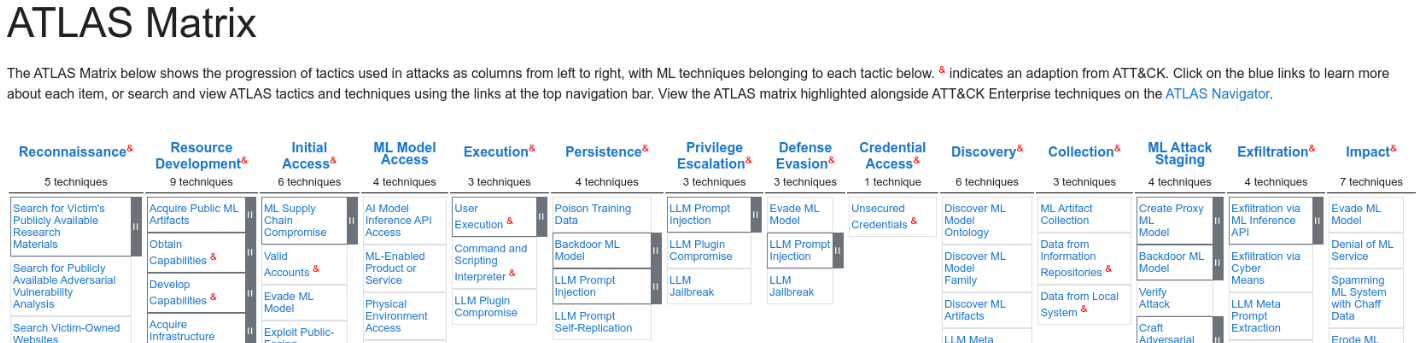 ATLAS Matrix
The ATLAS Matrix below shows the progression of tactics used in attacks as columns from left to right, with ML techniques belonging to each tactic below. & indicates an adaption from ATT&CK. Click on the blue links to learn more
about each item, or search and view ATLAS tactics and techniques using the links at the top navigation bar. View the ATLAS matrix highlighted alongside ATT&CK Enterprise techniques on the ATLAS Navigator.
Reconnaissance&
5 techniques
Search for Victim's
Publicly Available
Research
Materials
Search for Publicly
Available Adversarial
Vulnerability
Analysis
Search Victim-Owned
Websites
Resource
Development&
9 techniques
Acquire Public ML
Artifacts
Obtain
Capabilities &
Develop
Capabilities &
Acquire
Infrastructure
Initial
Access&
6 techniques
ML Supply
Chain
Compromise
Valid
Accounts &
Evade ML
Model
Exploit Public-
Facing
ML Model
Access
4 techniques
AI Model
Inference API
Access
ML-Enabled
Product or
Service
Physical
Environment
Access
Execution&
3 techniques
User
Execution &
Command and
Scripting
Interpreter &
LLM Plugin
Compromise
Persistence&
4 techniques
Poison Training
Data
Backdoor ML
Model
LLM Prompt
Injection
LLM Prompt
Self-Replication
Privilege
Escalation&
3 techniques
LLM Prompt
Injection
LLM Plugin
Compromise
LLM
Jailbreak
Defense
Evasion&
3 techniques
Evade ML
Model
LLM Prompt
Injection
LLM
Jailbreak
Credential
Access&
1 technique
Unsecured
Credentials &
Discovery&
6 techniques
Discover ML
Model
Ontology
Discover ML
Model
Family
Discover ML
Artifacts
LLM Meta
Collection&
3 techniques
ML Artifact
Collection
Data from
Information
Repositories &
Data from Local
System &
ML Attack
Staging
4 techniques
Create Proxy
ML
Model
Backdoor ML
Model
Verify
Attack
Craft
Adversarial
Exfiltration&
4 techniques
Exfiltration via
ML Inference
API
Exfiltration via
Cyber
Means
LLM Meta
Prompt
Extraction
LLM Data
Impact&
7 techniques
Evade ML
Model
Denial of ML
Service
Spamming
ML System
with Chaff
Data
Erode ML